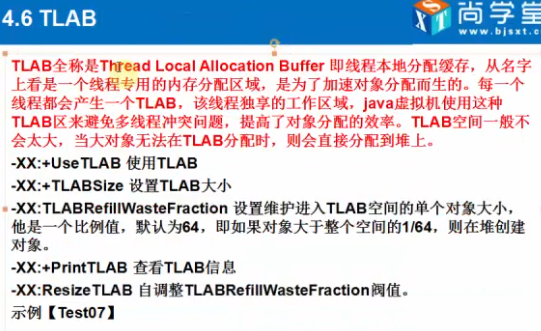 4.6 TLAB
尚学堂
www.bjsxt.c
TLAB全称是Thread Local Allocation Buffer 即线程本地分配缓存，从名字
上看是一个线程专用的内存分配区域，是为了加速对象分配而生的。每一个
线程都会产生一个TLAB，该线程独享的工作区域，java虚拟机使用这种
TLAB区来避免多线程冲突问题，提高了对象分配的效率。TLAB空间一般不
会太大，当大对象无法在TLAB分配时，则会直接分配到堆上。
-XX:+UseTLAB 使用TLAB
-XX:+TLABSize 设置TLAB大小
-XX:TLABRefillWasteFraction 设置维护进入TLAB空间的单个对象大小，
他是一个比例值，默认为64，即如果对象大于整个空间的1/64，则在堆创建
对象。
-XX:+PrintTLAB 查看TLAB信息
-XX:ResizeTLAB 自调整TLABRefillWasteFraction阀值。
示例【Test07】